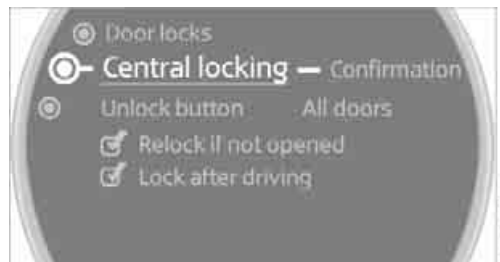 Door locks
Central locking Confirmation
Unlock button All doors
Relock if not opened
Lock after driving